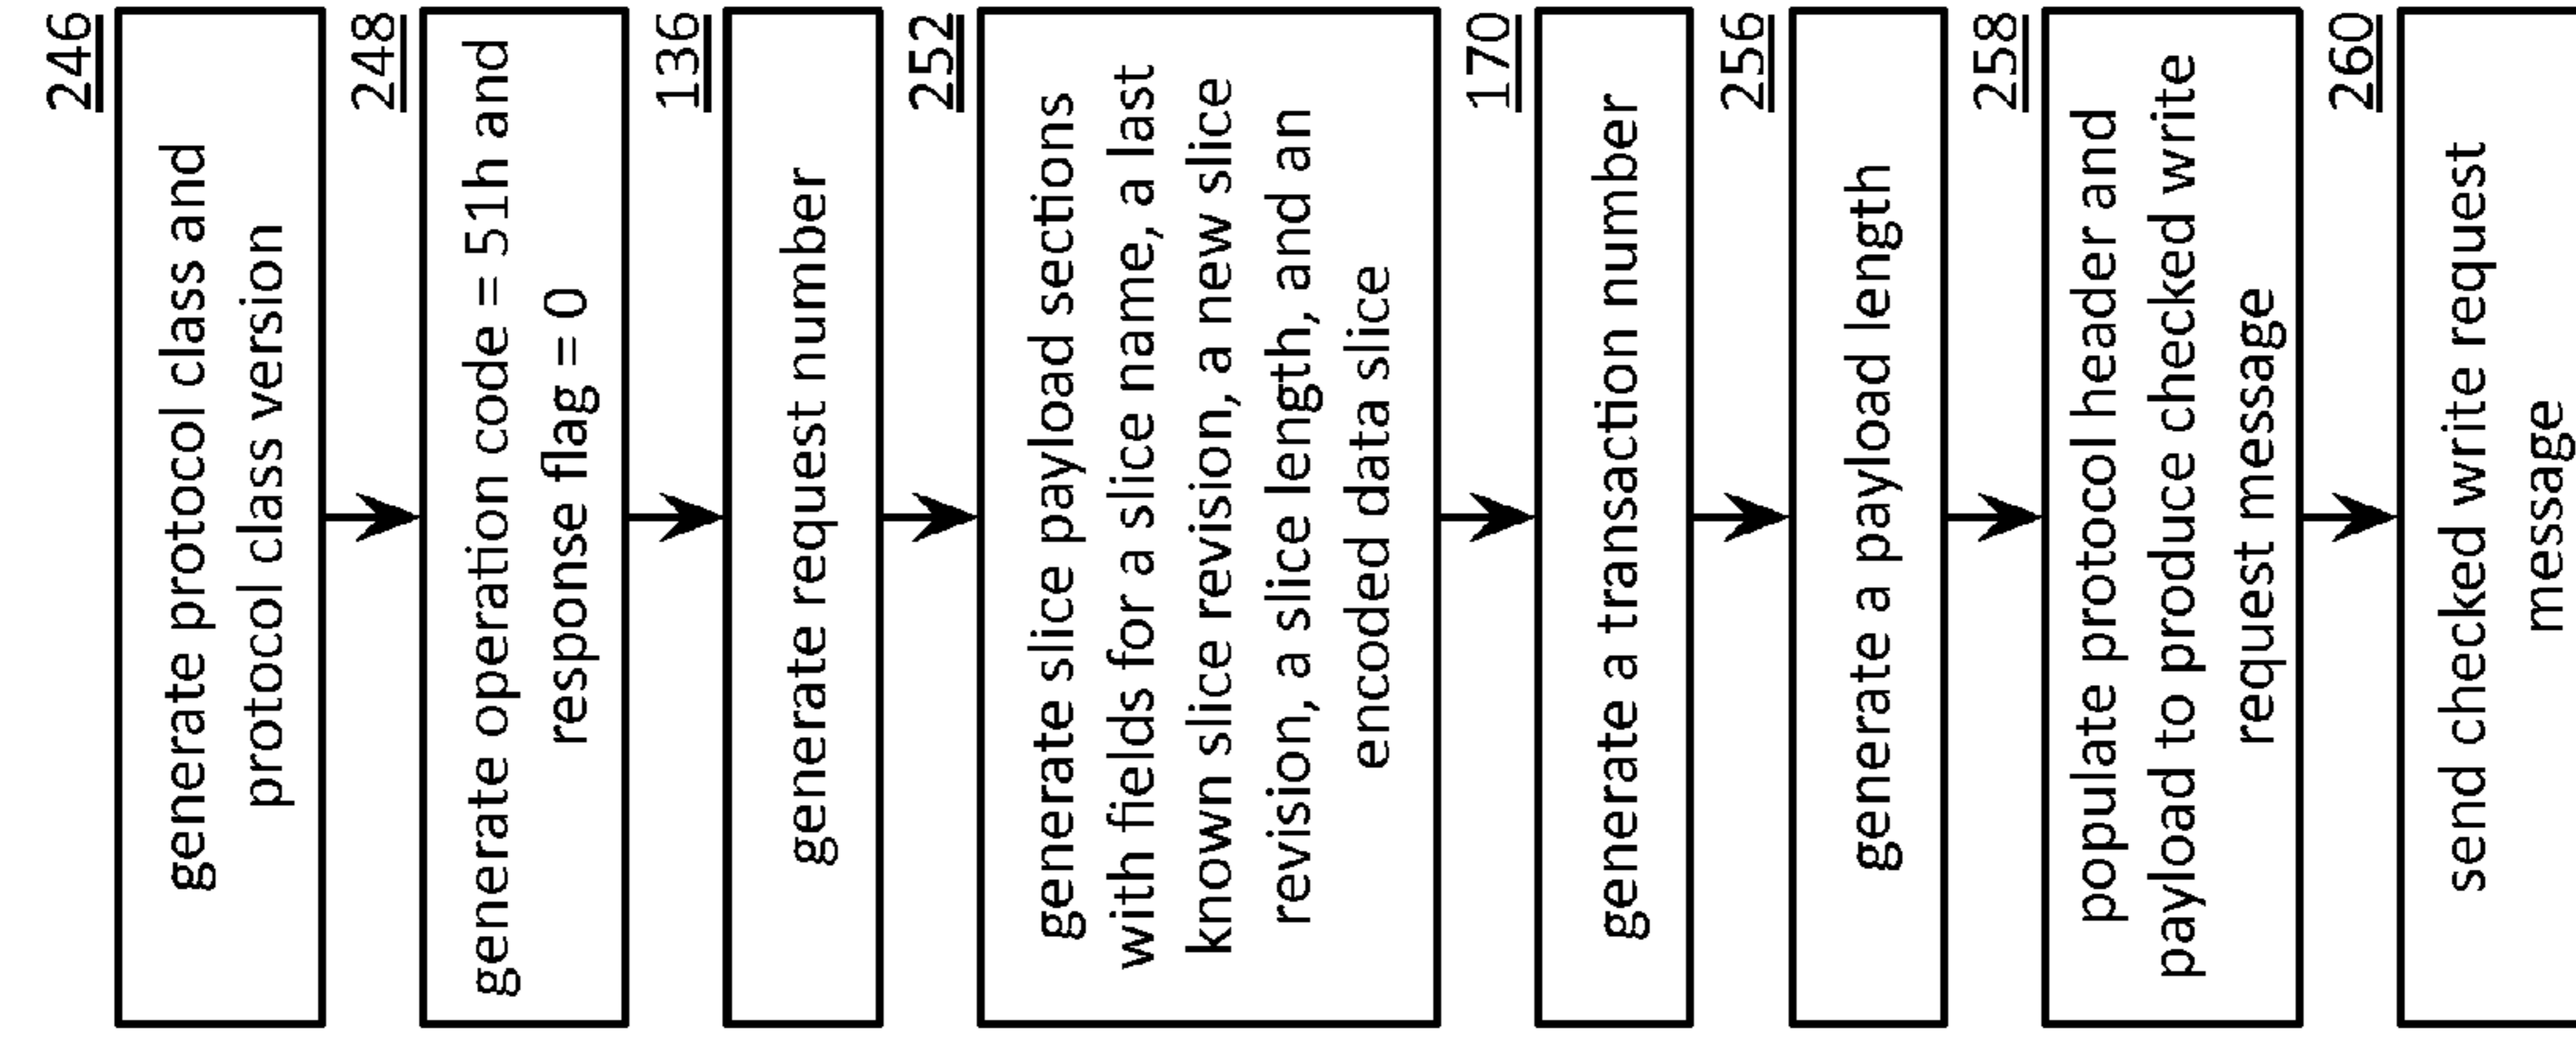 246
generate protocol class and
protocol class version
248
generate operation code = 51h and
response flag = 0
136
generate request number
252
generate slice payload sections
with fields for a slice name, a last
known slice revision, a new slice
revision, a slice length, and an
encoded data slice
170
generate a transaction number
256
generate a payload length
258
populate protocol header and
payload to produce checked write
request message
260
send checked write request
message